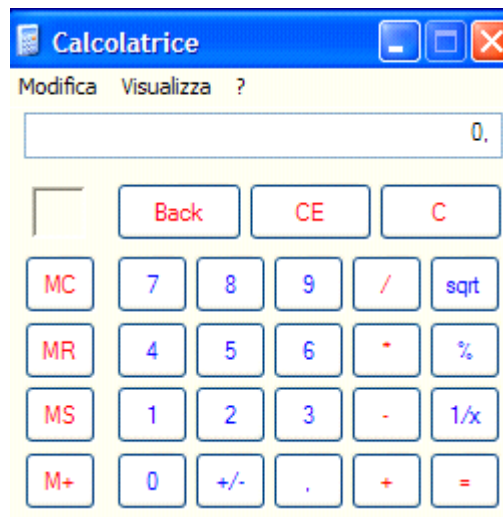 Calcolatrice
Modifica Visualizza ?
0,
Back CE C
MC 7 8 9 / sqrt
MR 4 5 6 * %
MS 1 2 3 - 1/x
M+ 0 +/- , + =